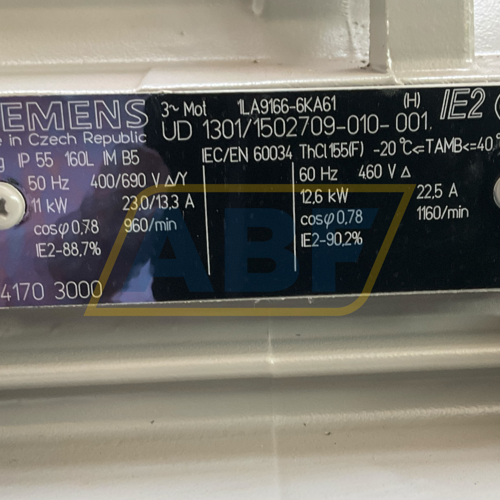 EMENS 3~ Mot 1LA9166-6KA61 (H) IE2
e in Czech Republic UD 1301/1502709-010-001.
IP 55 160L IM B5 IEC/EN 60034 ThCl.155(F) -20°C<=TAMB<=40
50 Hz 400/690 V Δ/Y 60 Hz 460 V Δ
11 kW 23.0/13.3 A 12.6 kW 22,5 A
cosφ 0.78 960/min cosφ 0,78 1160/min
IE2-88,7% IE2-90.2%
4170 3000
ABF